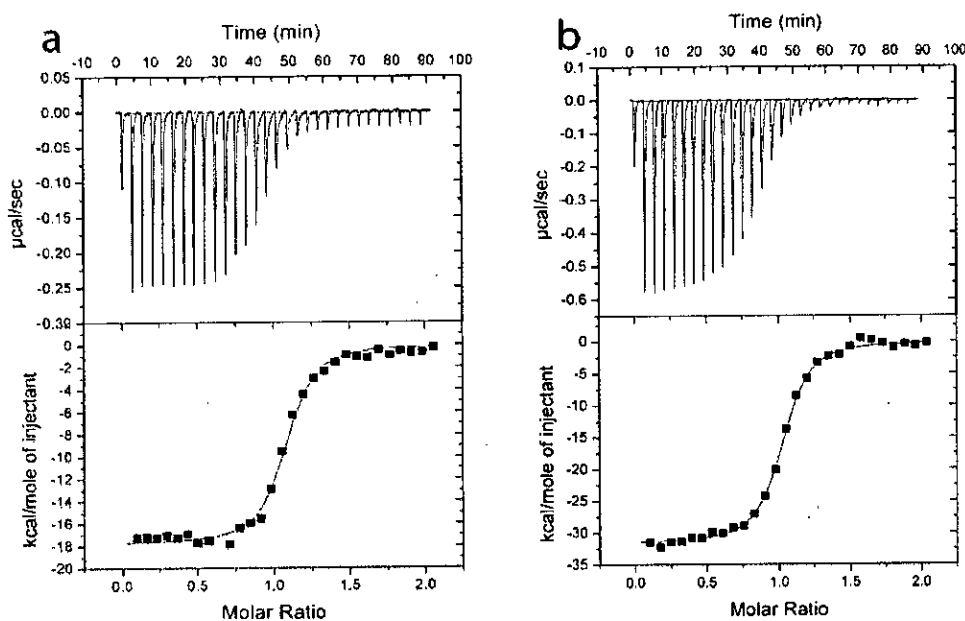 a
Time (min)
-10 0 10 20 30 40 50 60 70 80 90 100
0.05
0.00
-0.05
-0.10
-0.15
-0.20
-0.25
-0.30
µcal/sec
0
-2
-4
-6
-8
-10
-12
-14
-16
-18
-20
kcal/mole of injectant
0.0 0.5 1.0 1.5 2.0
Molar Ratio
b
Time (min)
-10 0 10 20 30 40 50 60 70 80 90 100
0.1
0.0
-0.1
-0.2
-0.3
-0.4
-0.5
-0.6
µcal/sec
0
-5
-10
-15
-20
-25
-30
-35
kcal/mole of injectant
0.0 0.5 1.0 1.5 2.0
Molar Ratio